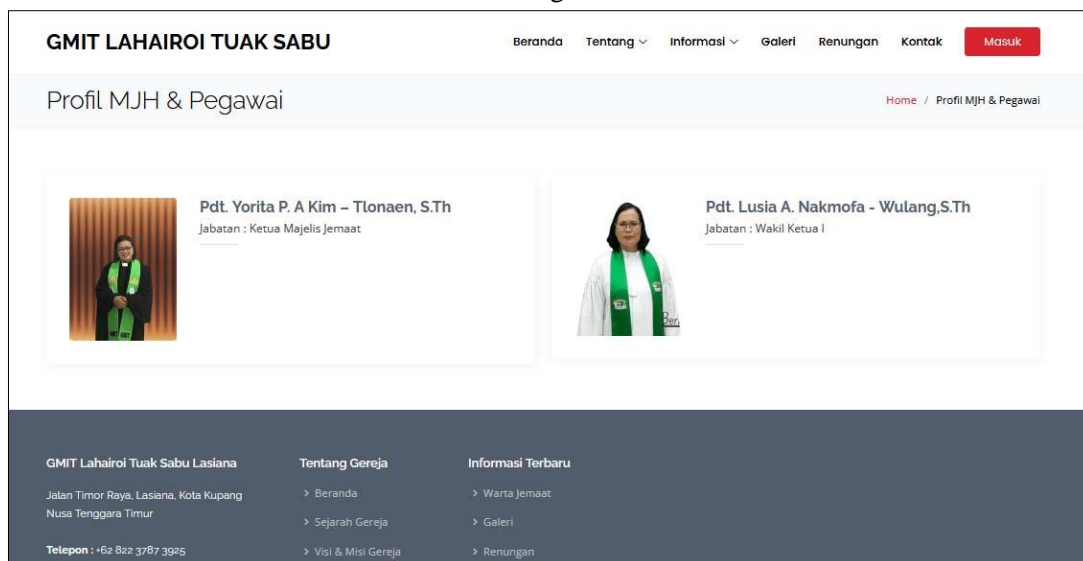 GMIT LAHAIROI TUAK SABU
Beranda Tentang Informasi Galeri Renungan Kontak Masuk
Profil MJH & Pegawai
Home / Profil MJH & Pegawai
Pdt. Yorita P. A Kim – Tlonaen, S.Th
Jabatan : Ketua Majelis Jemaat
Pdt. Lusia A. Nakmofa - Wulang,S.Th
Jabatan : Wakil Ketua I
GMIT Lahairoi Tuak Sabu Lasiana
Jalan Timor Raya, Lasiana, Kota Kupang
Nusa Tenggara Timur
Telepon : +62 822 3787 3925
Tentang Gereja
> Beranda
> Sejarah Gereja
> Visi & Misi Gereja
Informasi Terbaru
> Warta Jemaat
> Galeri
> Renungan